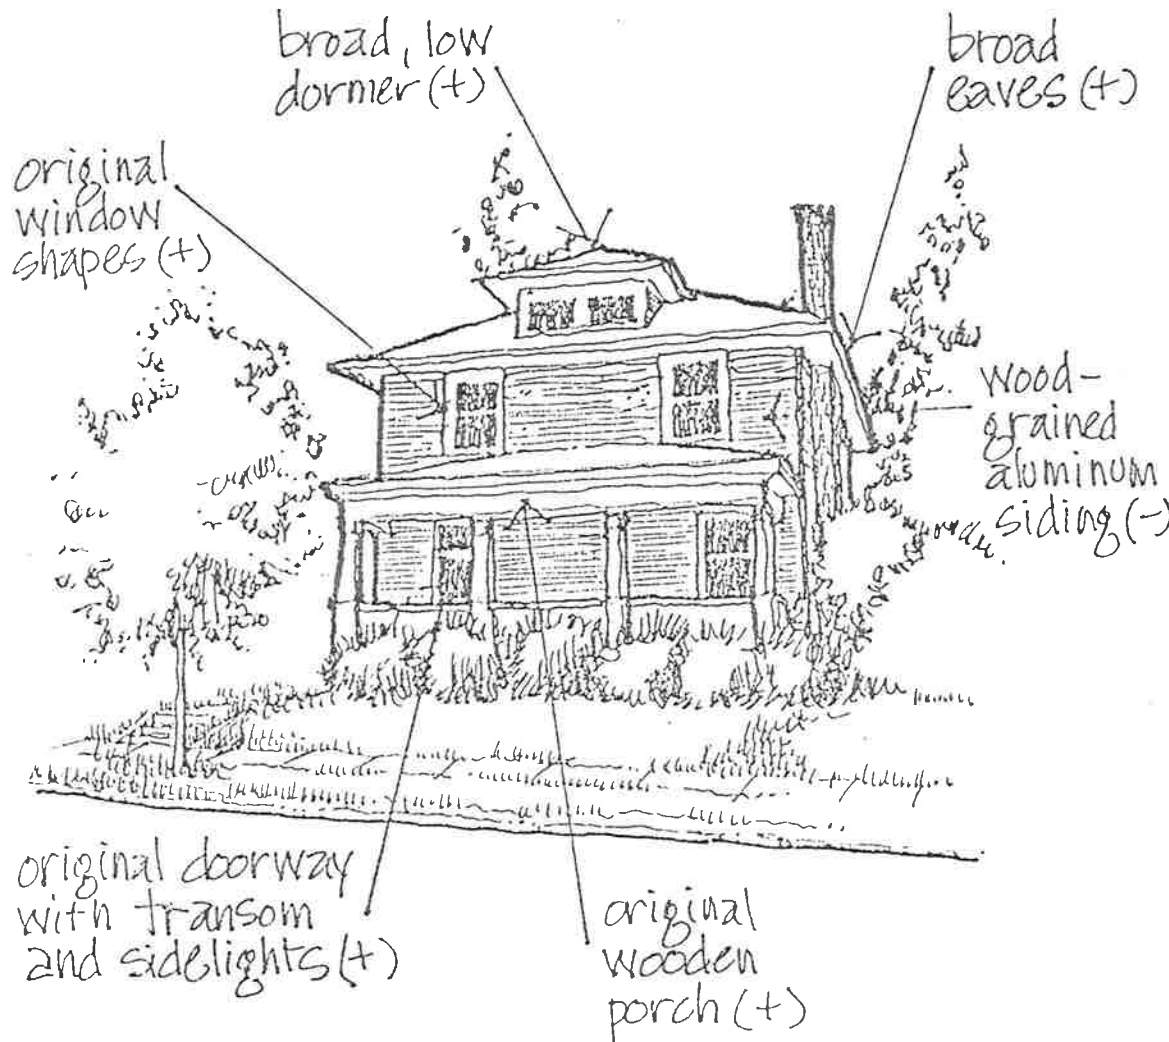 broad, low
dormer (+)
broad
eaves (+)
original
window
shapes (+)
wood-
grained
aluminum
siding (-)
original doorway
with transom
and sidelights (+)
original
wooden
porch (+)